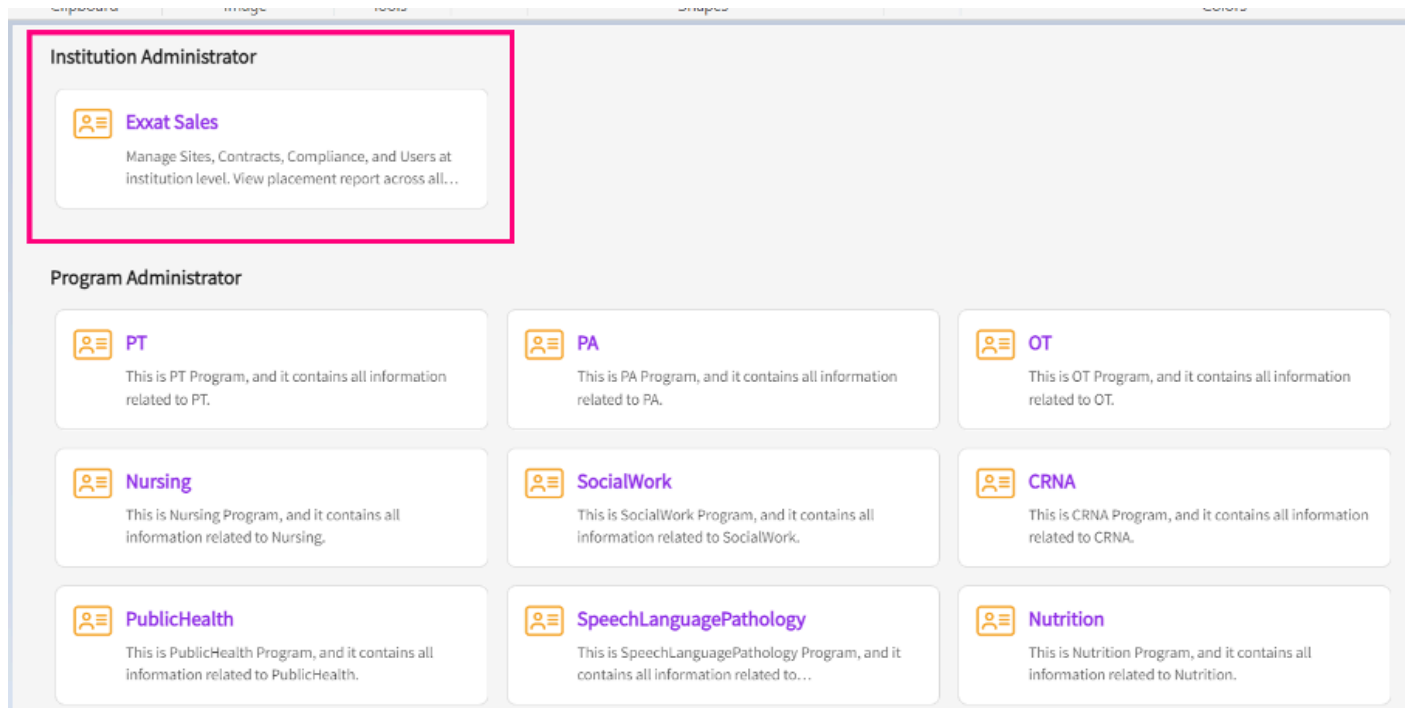 Clipboard Image Tools Shapes Colors
Institution Administrator
Exxat Sales
Manage Sites, Contracts, Compliance, and Users at
institution level. View placement report across all...
Program Administrator
PT
This is PT Program, and it contains all information
related to PT.
PA
This is PA Program, and it contains all information
related to PA.
OT
This is OT Program, and it contains all information
related to OT.
Nursing
This is Nursing Program, and it contains all
information related to Nursing.
SocialWork
This is SocialWork Program, and it contains all
information related to SocialWork.
CRNA
This is CRNA Program, and it contains all information
related to CRNA.
PublicHealth
This is PublicHealth Program, and it contains all
information related to PublicHealth.
SpeechLanguagePathology
This is SpeechLanguagePathology Program, and it
contains all information related to...
Nutrition
This is Nutrition Program, and it contains all
information related to Nutrition.